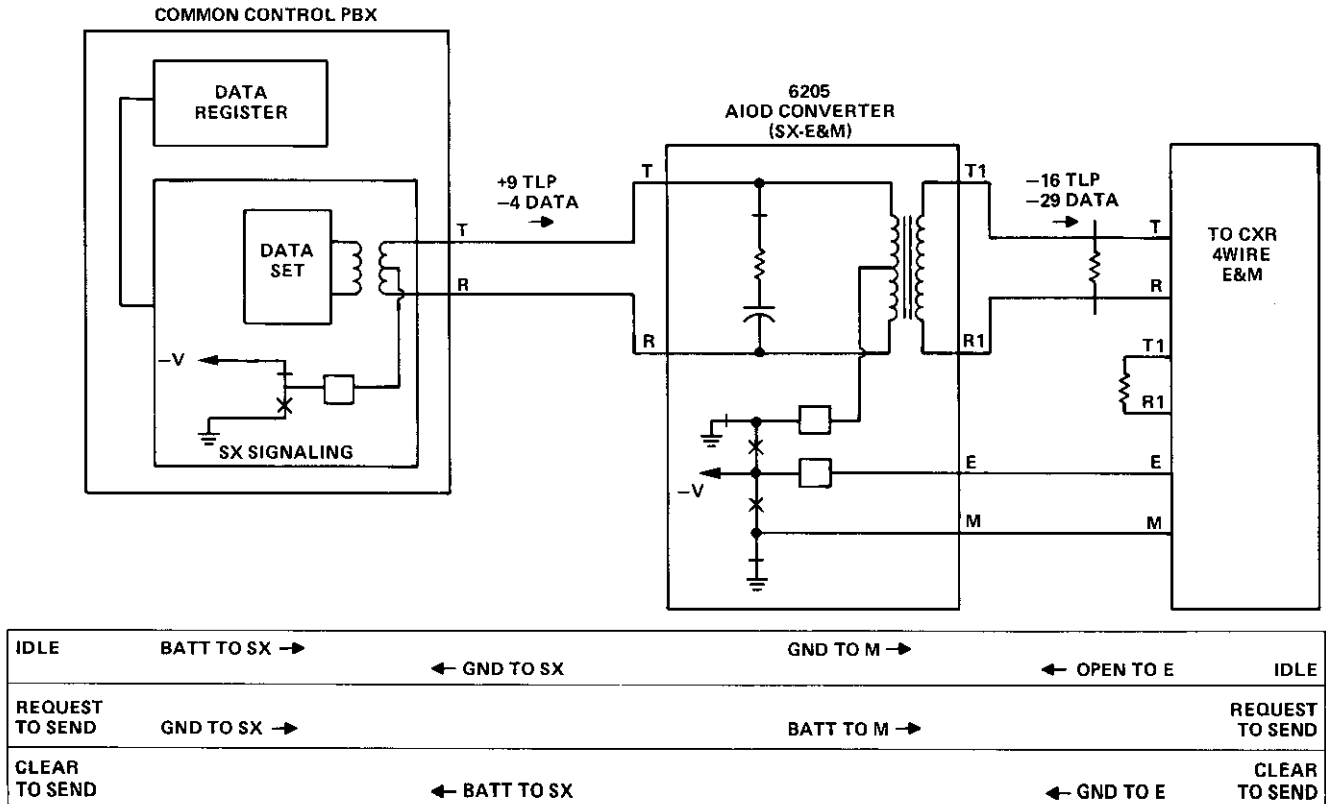 COMMON CONTROL PBX
DATA
REGISTER
DATA
SET
−V
SX SIGNALING
T
R
+9 TLP
−4 DATA
6205
AIOD CONVERTER
(SX-E&M)
T
R
−V
T1
R1
E
M
−16 TLP
−29 DATA
T
R
T1
R1
E
M
TO CXR
4WIRE
E&M
IDLE BATT TO SX → GND TO M →
← GND TO SX ← OPEN TO E IDLE
REQUEST REQUEST
TO SEND GND TO SX → BATT TO M → TO SEND
CLEAR CLEAR
TO SEND ← BATT TO SX ← GND TO E TO SEND